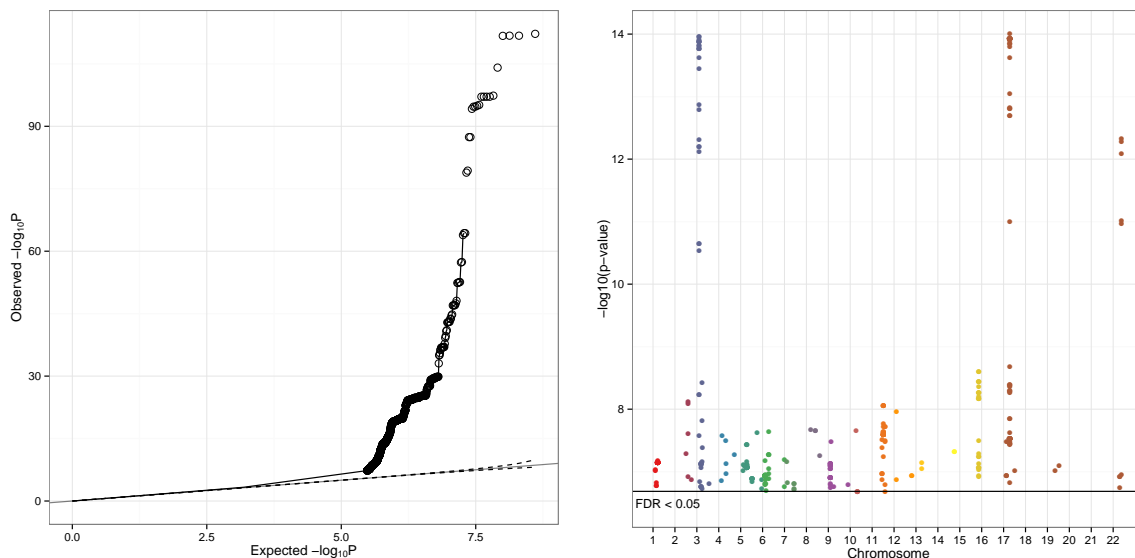 90
60
30
0
0.0 2.5 5.0 7.5
Observed −log10P
Expected −log10P
14
12
10
8
−log10(p−value)
FDR < 0.05
1 2 3 4 5 6 7 8 9 10 11 12 13 14 15 16 17 18 19 20 21 22
Chromosome